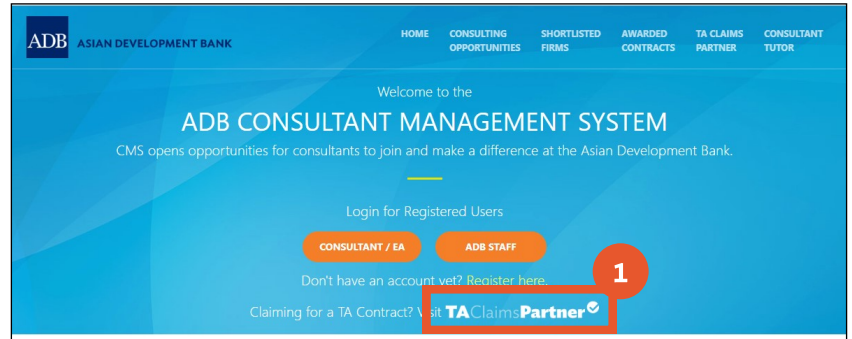 ADB ASIAN DEVELOPMENT BANK
HOME
CONSULTING
OPPORTUNITIES
SHORTLISTED
FIRMS
AWARDED
CONTRACTS
TA CLAIMS
PARTNER
CONSULTANT
TUTOR
Welcome to the
ADB CONSULTANT MANAGEMENT SYSTEM
CMS opens opportunities for consultants to join and make a difference at the Asian Development Bank.
Login for Registered Users
CONSULTANT / EA
ADB STAFF
Don't have an account yet? Register here.
1
Claiming for a TA Contract? Visit TAClaimsPartner